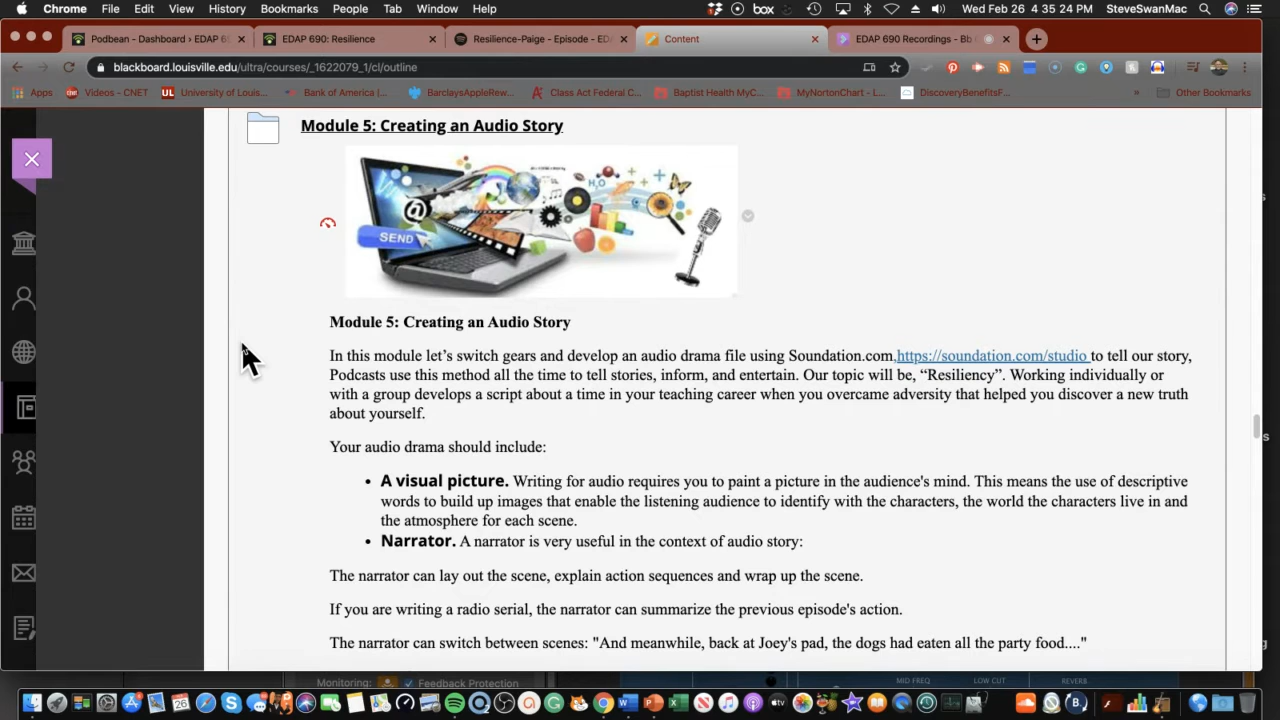 Chrome File Edit View History Bookmarks People Tab Window Help box Wed Feb 26 4:35:24 PM SteveSwanMac
Podbean - Dashboard › EDAP 6 EDAP 690: Resilience Resilience-Paige - Episode - ED Content EDAP 690 Recordings - Bb
blackboard.louisville.edu/ultra/courses/_1622079_1/cl/outline
Apps Videos - CNET University of Louis... Bank of America |... BarclaysAppleRew... Class Act Federal C... Baptist Health MyC... MyNortonChart - L... DiscoveryBenefitsF... » Other Bookmarks
Module 5: Creating an Audio Story
H₂O
@
SEND
Module 5: Creating an Audio Story
In this module let’s switch gears and develop an audio drama file using Soundation.com,https://soundation.com/studio to tell our story,
Podcasts use this method all the time to tell stories, inform, and entertain. Our topic will be, “Resiliency”. Working individually or
with a group develops a script about a time in your teaching career when you overcame adversity that helped you discover a new truth
about yourself.
Your audio drama should include:
• A visual picture. Writing for audio requires you to paint a picture in the audience's mind. This means the use of descriptive
words to build up images that enable the listening audience to identify with the characters, the world the characters live in and
the atmosphere for each scene.
• Narrator. A narrator is very useful in the context of audio story:
The narrator can lay out the scene, explain action sequences and wrap up the scene.
If you are writing a radio serial, the narrator can summarize the previous episode's action.
The narrator can switch between scenes: "And meanwhile, back at Joey's pad, the dogs had eaten all the party food...."
Monitoring: Feedback Protection MID FREQ LOW CUT REVERB